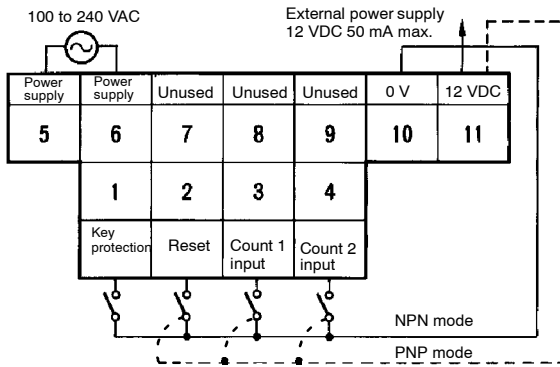 100 to 240 VAC
External power supply
12 VDC 50 mA max.
Power supply
Power supply
Unused
Unused
Unused
0 V
12 VDC
5
6
7
8
9
10
11
1
2
3
4
Key protection
Reset
Count 1 input
Count 2 input
NPN mode
PNP mode